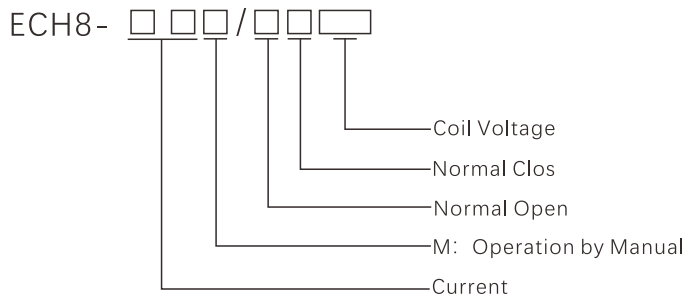 ECH8- □ □ □ / □ □ □
Coil Voltage
Normal Clos
Normal Open
M: Operation by Manual
Current